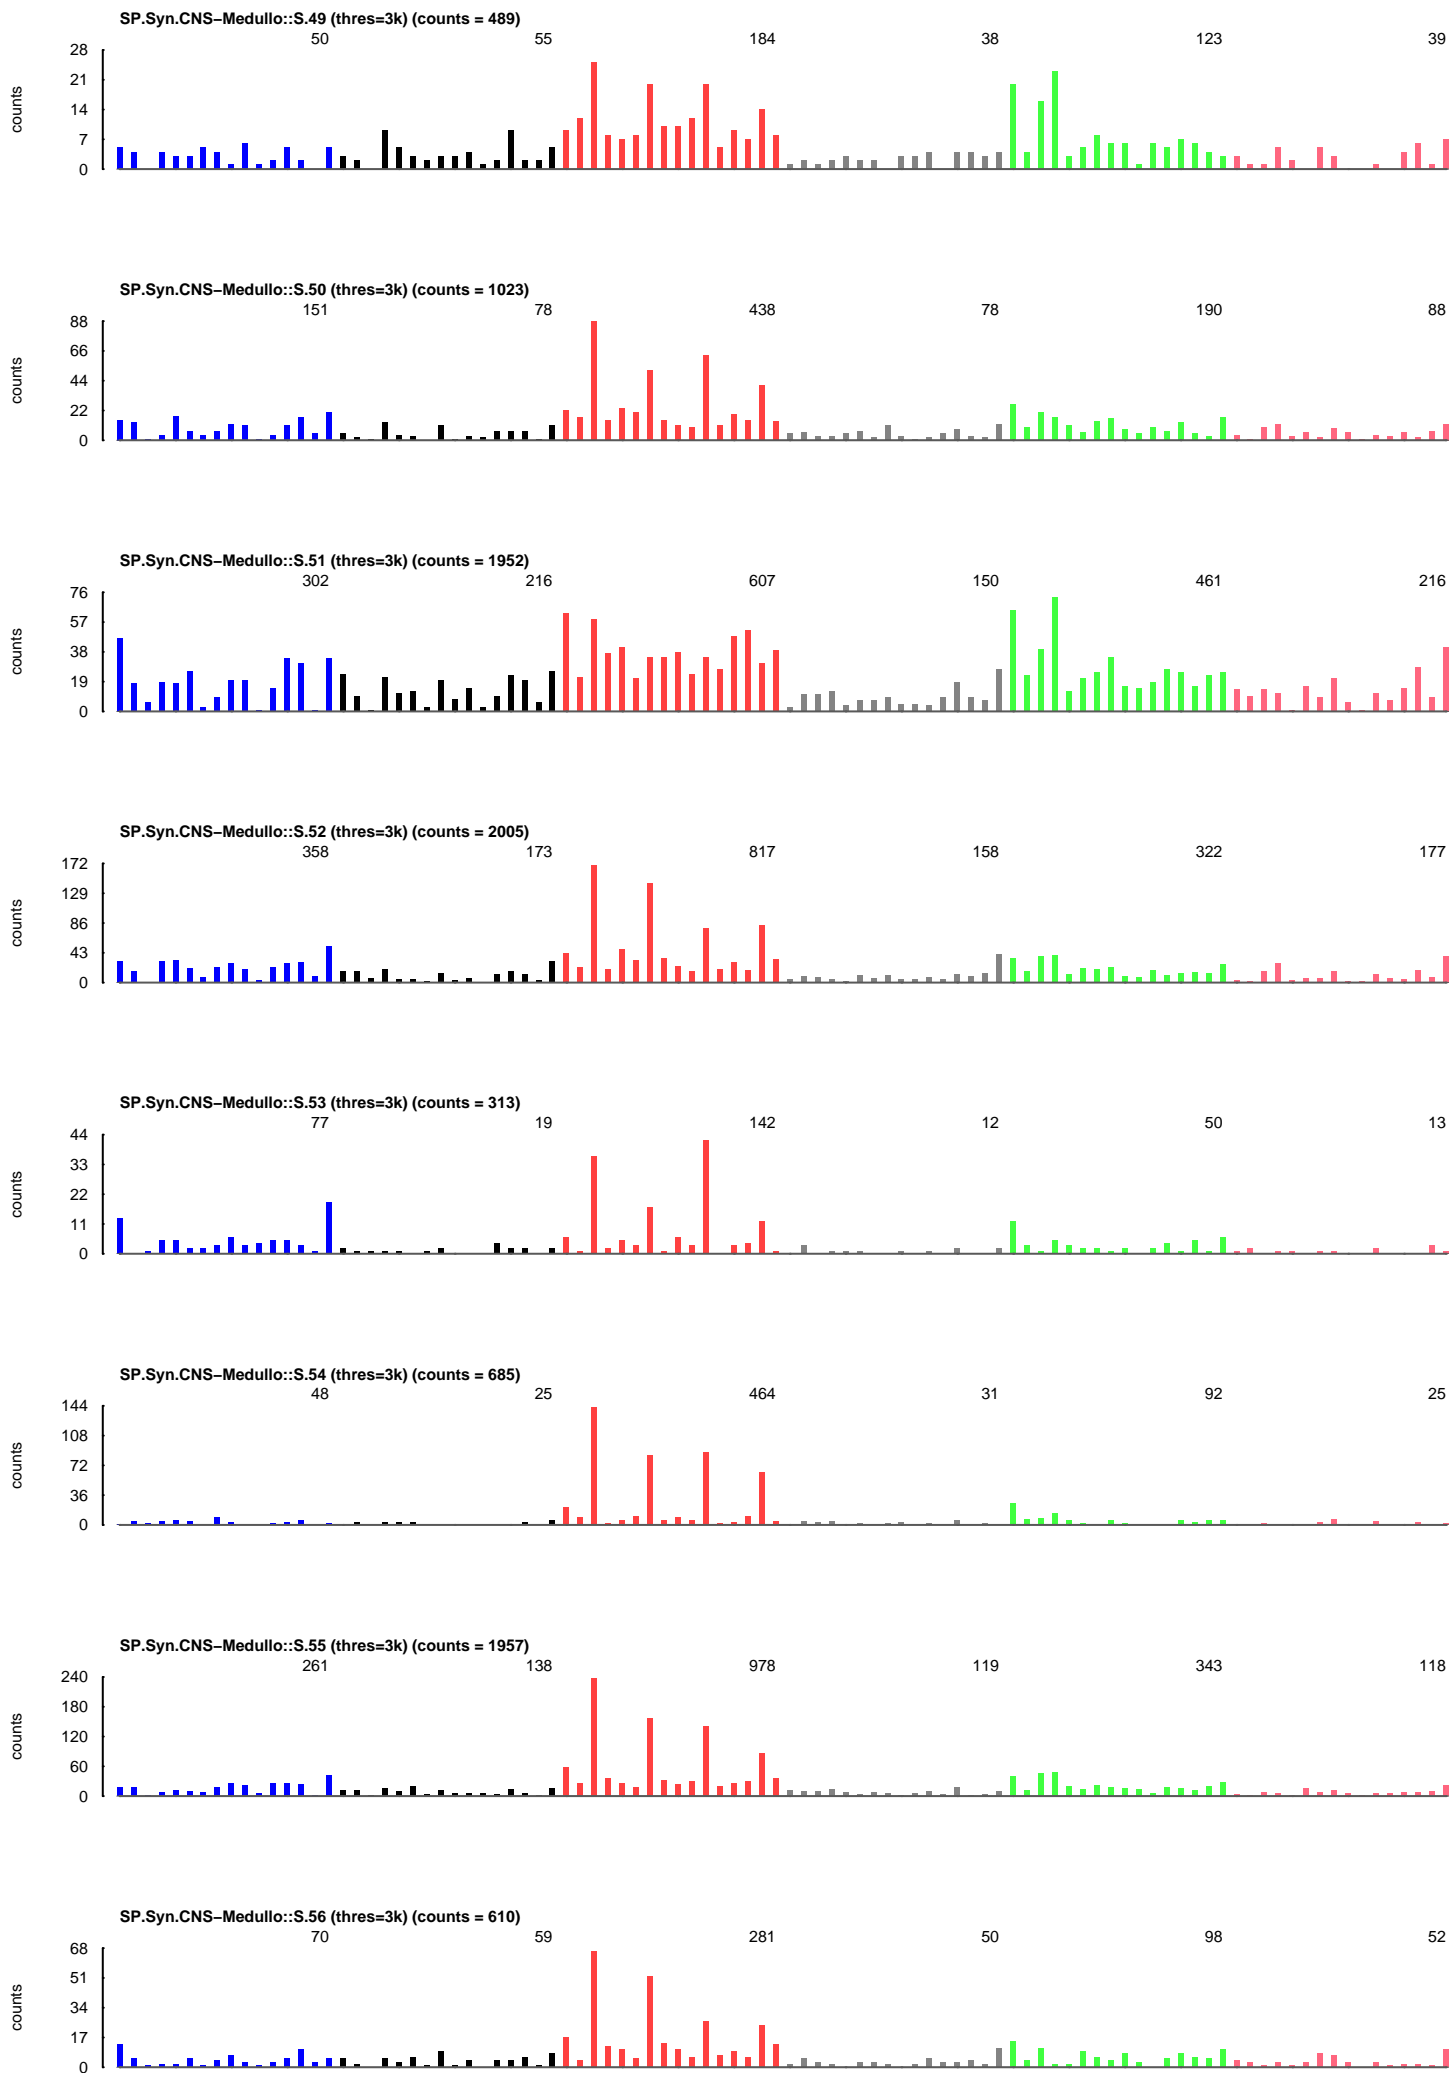 SP.Syn.CNS−Medullo::S.49 (thres=3k) (counts = 489)
50 55 184 38 123 39
28
21
14
7
0
counts
SP.Syn.CNS−Medullo::S.50 (thres=3k) (counts = 1023)
151 78 438 78 190 88
88
66
44
22
0
counts
SP.Syn.CNS−Medullo::S.51 (thres=3k) (counts = 1952)
302 216 607 150 461 216
76
57
38
19
0
counts
SP.Syn.CNS−Medullo::S.52 (thres=3k) (counts = 2005)
358 173 817 158 322 177
172
129
86
43
0
counts
SP.Syn.CNS−Medullo::S.53 (thres=3k) (counts = 313)
77 19 142 12 50 13
44
33
22
11
0
counts
SP.Syn.CNS−Medullo::S.54 (thres=3k) (counts = 685)
48 25 464 31 92 25
144
108
72
36
0
counts
SP.Syn.CNS−Medullo::S.55 (thres=3k) (counts = 1957)
261 138 978 119 343 118
240
180
120
60
0
counts
SP.Syn.CNS−Medullo::S.56 (thres=3k) (counts = 610)
70 59 281 50 98 52
68
51
34
17
0
counts